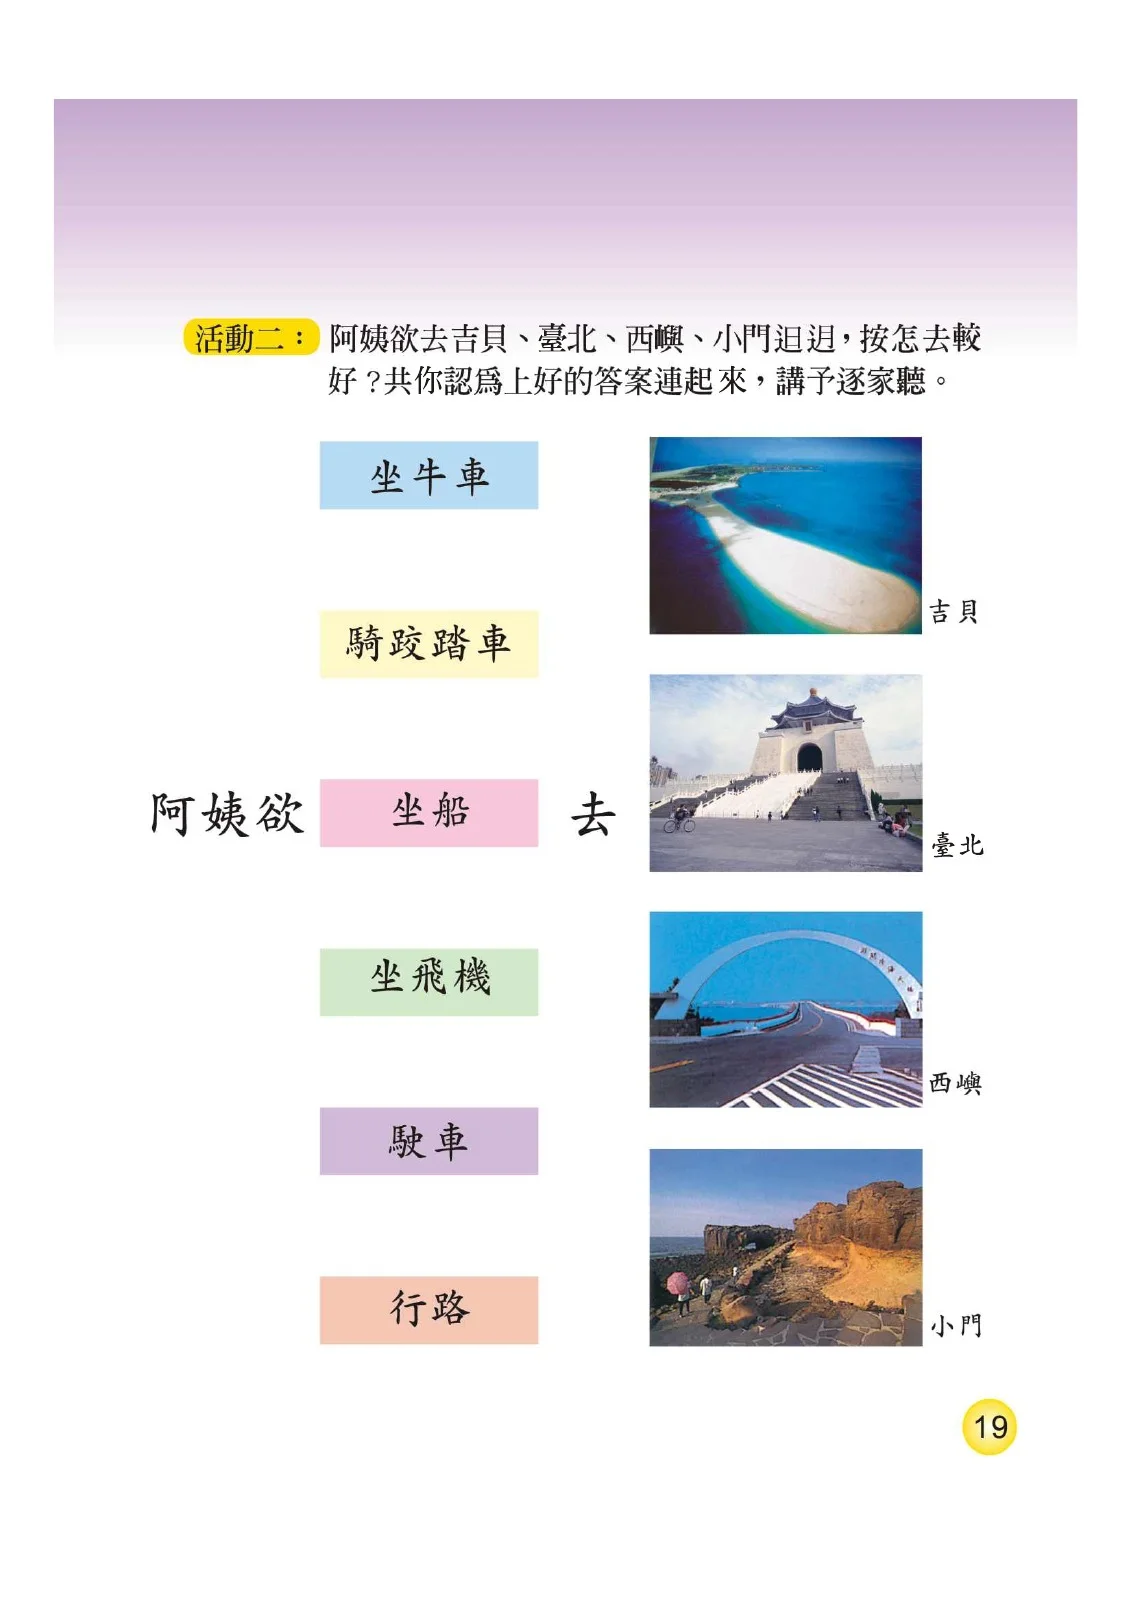 活動二：阿姨欲去吉貝、臺北、西嶼、小門𨑨迌，按怎去較
好？共你認爲上好的答案連起來，講予逐家聽。
坐牛車
吉貝
騎跤踏車
臺北
阿姨欲 坐船 去
坐飛機
西嶼
駛車
行路
小門
19